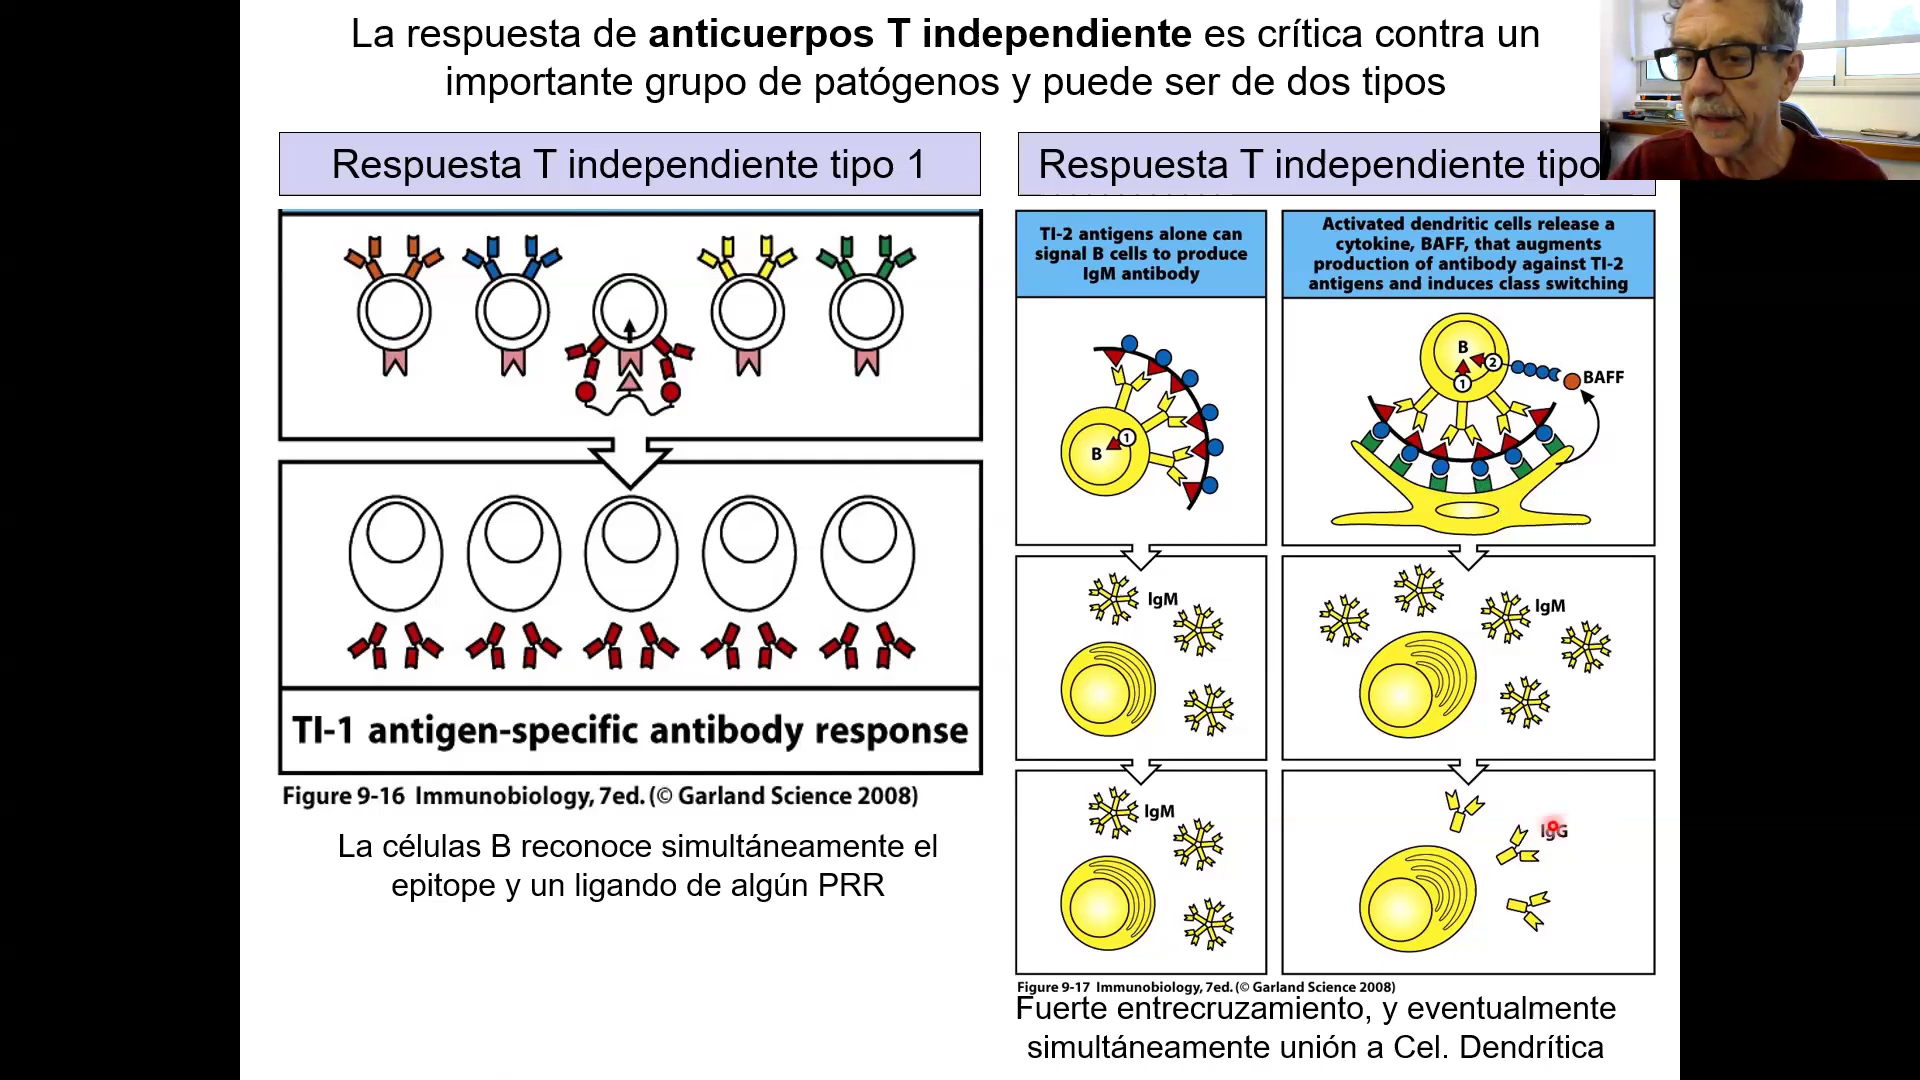 La respuesta de anticuerpos T independiente es crítica contra un
importante grupo de patógenos y puede ser de dos tipos
Respuesta T independiente tipo 1
TI-1 antigen-specific antibody response
Figure 9-16 Immunobiology, 7ed. (© Garland Science 2008)
La células B reconoce simultáneamente el
epitope y un ligando de algún PRR
Respuesta T independiente tipo
TI-2 antigens alone can
signal B cells to produce
IgM antibody
B
1
IgM
IgM
Activated dendritic cells release a
cytokine, BAFF, that augments
production of antibody against TI-2
antigens and induces class switching
B
2
1
BAFF
IgM
IgG
Figure 9-17 Immunobiology, 7ed. (© Garland Science 2008)
Fuerte entrecruzamiento, y eventualmente
simultáneamente unión a Cel. Dendrítica